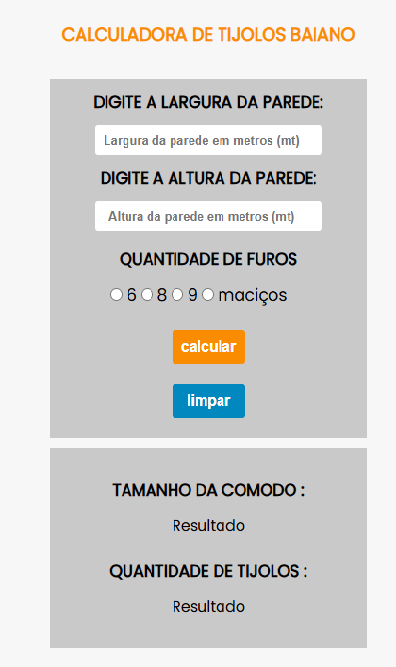 CALCULADORA DE TIJOLOS BAIANO
DIGITE A LARGURA DA PAREDE:
Largura da parede em metros (mt)
DIGITE A ALTURA DA PAREDE:
Altura da parede em metros (mt)
QUANTIDADE DE FUROS
6 8 9 maciços
calcular
limpar
TAMANHO DA COMODO :
Resultado
QUANTIDADE DE TIJOLOS :
Resultado